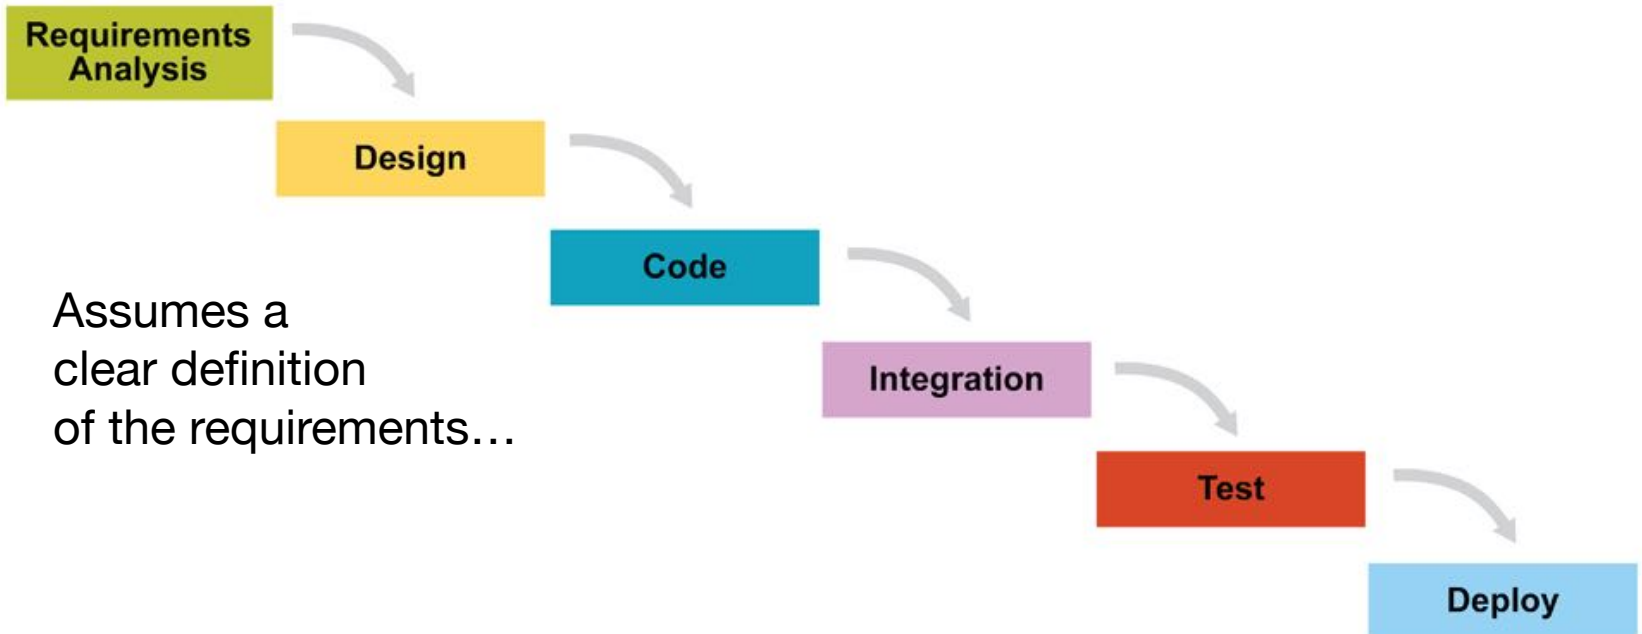 Requirements
Analysis
Design
Code
Assumes a
clear definition
of the requirements…
Integration
Test
Deploy